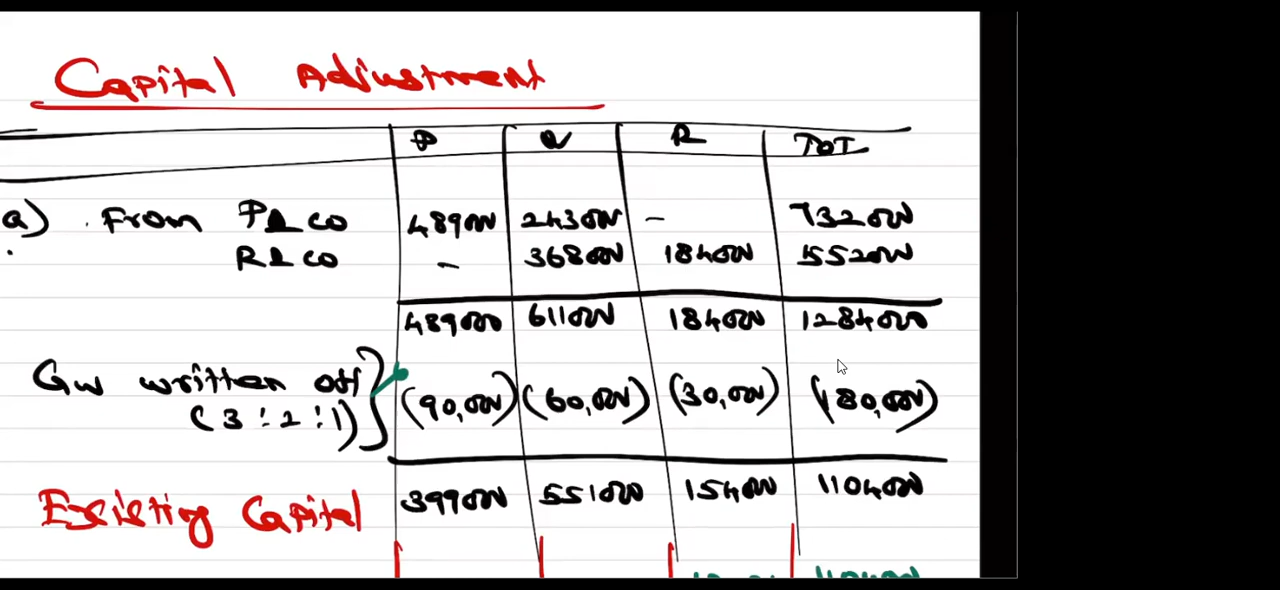 Capital Adjustment
P Q R TOT
a) From P & co 489000 243000 - 732000
R & co - 368000 184000 552000
489000 611000 184000 1284000
GW written off (90,000) (60,000) (30,000) (180,000)
(3:2:1)
Existing Capital 399000 551000 154000 1104000